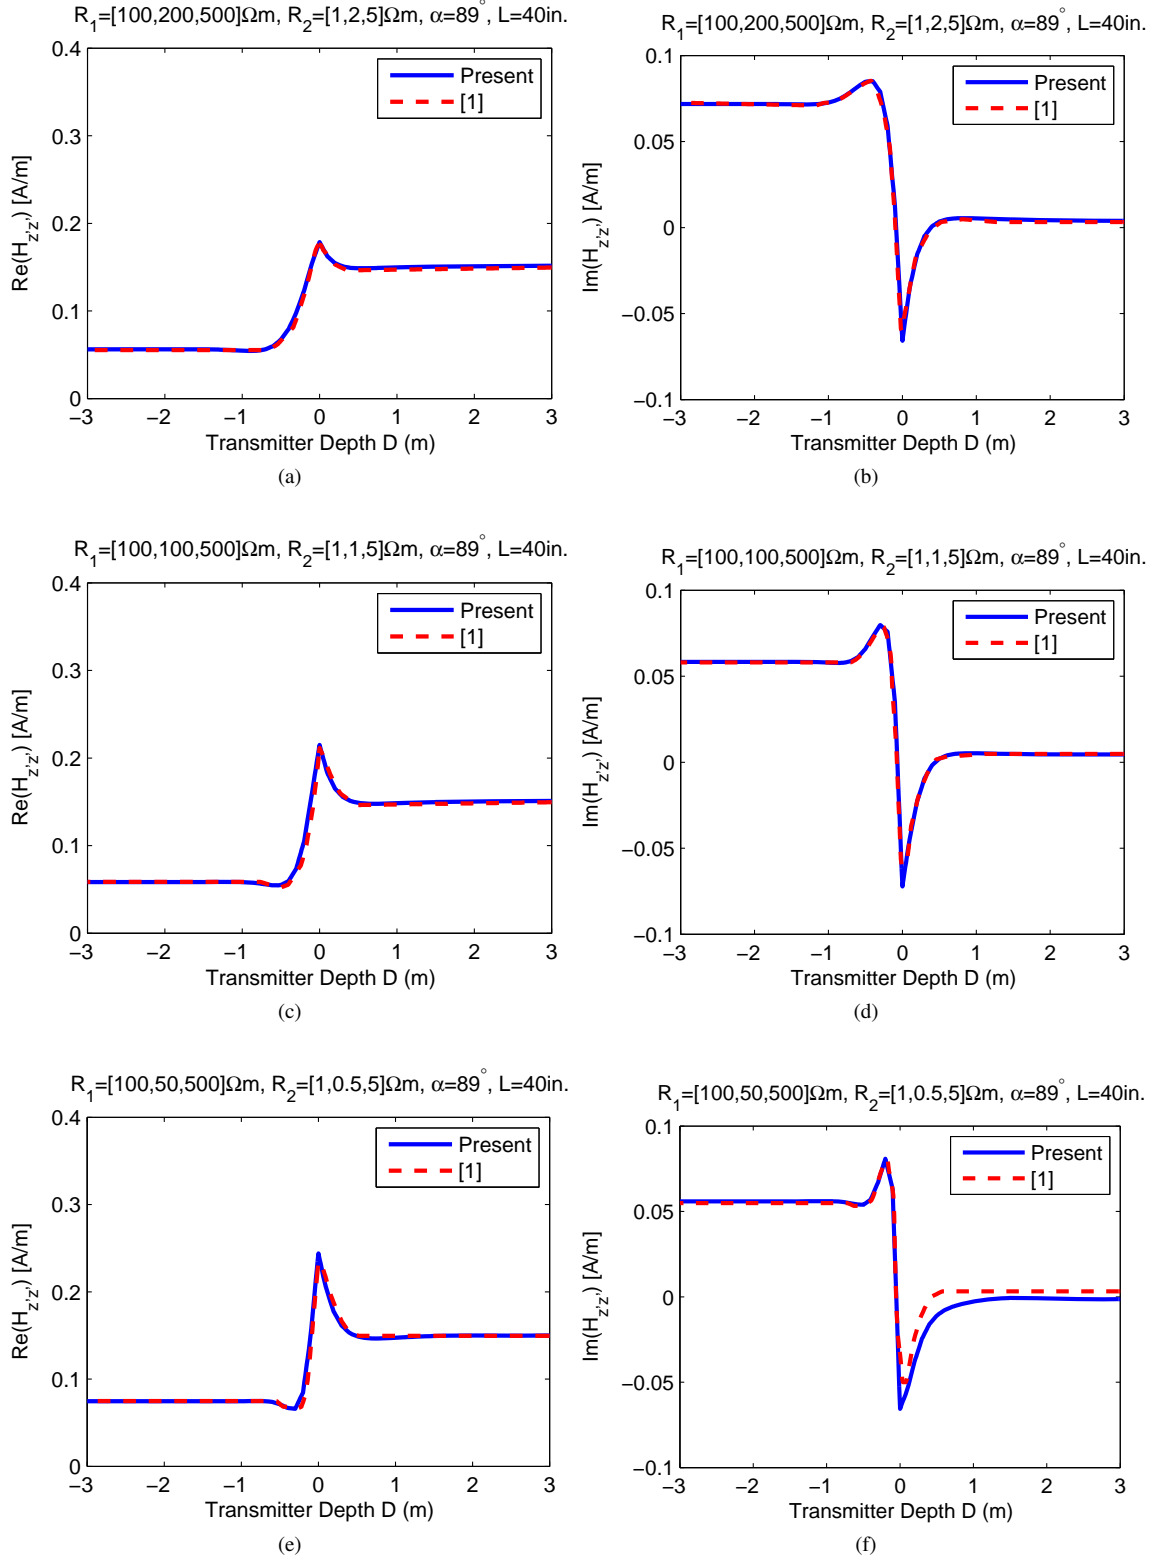 R1=[100,200,500]Ωm, R2=[1,2,5]Ωm, α=89°, L=40in.
0.4
0.3
0.2
0.1
0
Re(Hz'z') [A/m]
Present
[1]
−3 −2 −1 0 1 2 3
Transmitter Depth D (m)
(a)
R1=[100,200,500]Ωm, R2=[1,2,5]Ωm, α=89°, L=40in.
0.1
0.05
0
−0.05
−0.1
Im(Hz'z') [A/m]
Present
[1]
−3 −2 −1 0 1 2 3
Transmitter Depth D (m)
(b)
R1=[100,100,500]Ωm, R2=[1,1,5]Ωm, α=89°, L=40in.
0.4
0.3
0.2
0.1
0
Re(Hz'z') [A/m]
Present
[1]
−3 −2 −1 0 1 2 3
Transmitter Depth D (m)
(c)
R1=[100,100,500]Ωm, R2=[1,1,5]Ωm, α=89°, L=40in.
0.1
0.05
0
−0.05
−0.1
Im(Hz'z') [A/m]
Present
[1]
−3 −2 −1 0 1 2 3
Transmitter Depth D (m)
(d)
R1=[100,50,500]Ωm, R2=[1,0.5,5]Ωm, α=89°, L=40in.
0.4
0.3
0.2
0.1
0
Re(Hz'z') [A/m]
Present
[1]
−3 −2 −1 0 1 2 3
Transmitter Depth D (m)
(e)
R1=[100,50,500]Ωm, R2=[1,0.5,5]Ωm, α=89°, L=40in.
0.1
0.05
0
−0.05
−0.1
Im(Hz'z') [A/m]
Present
[1]
−3 −2 −1 0 1 2 3
Transmitter Depth D (m)
(f)